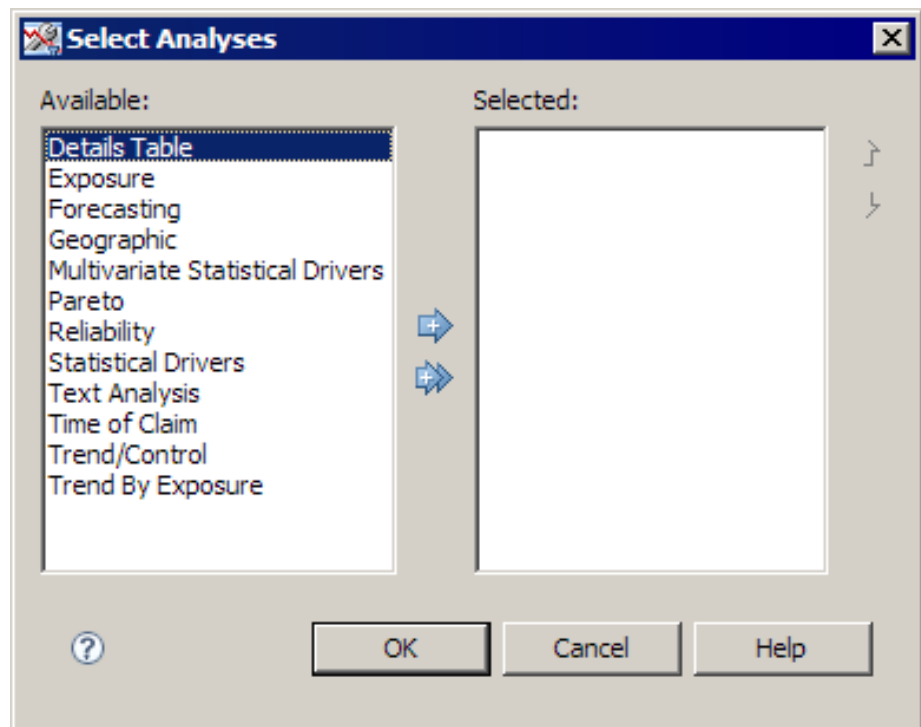 Select Analyses
Available:
Selected:
Details Table
Exposure
Forecasting
Geographic
Multivariate Statistical Drivers
Pareto
Reliability
Statistical Drivers
Text Analysis
Time of Claim
Trend/Control
Trend By Exposure
OK
Cancel
Help